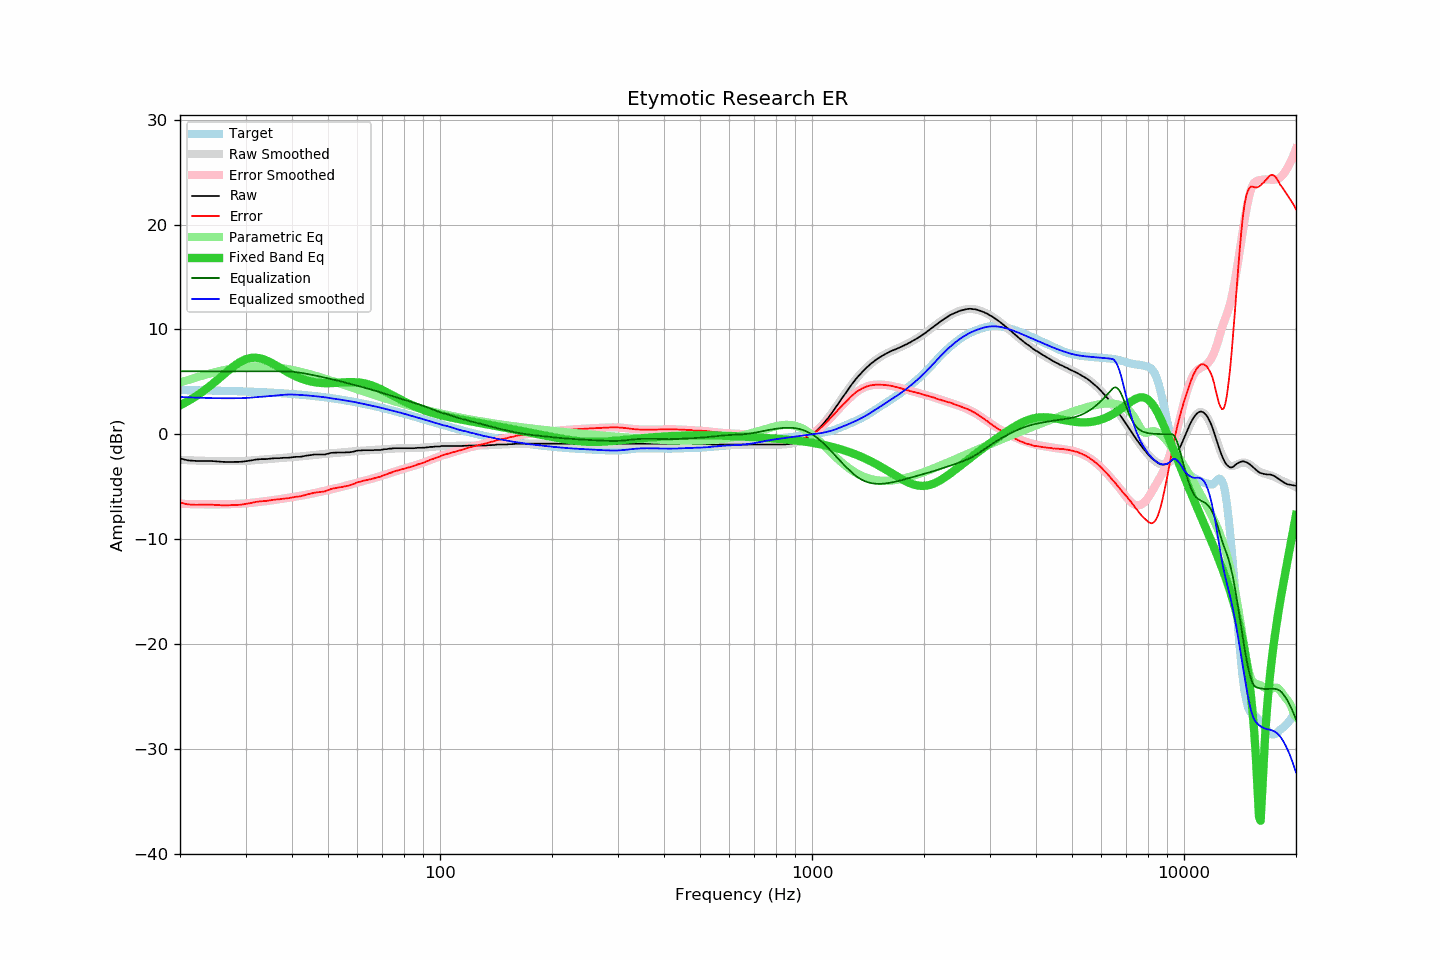 Etymotic Research ER
30
20
10
0
−10
−20
−30
−40
Amplitude (dBr)
Target
Raw Smoothed
Error Smoothed
Raw
Error
Parametric Eq
Fixed Band Eq
Equalization
Equalized smoothed
100
1000
10000
Frequency (Hz)